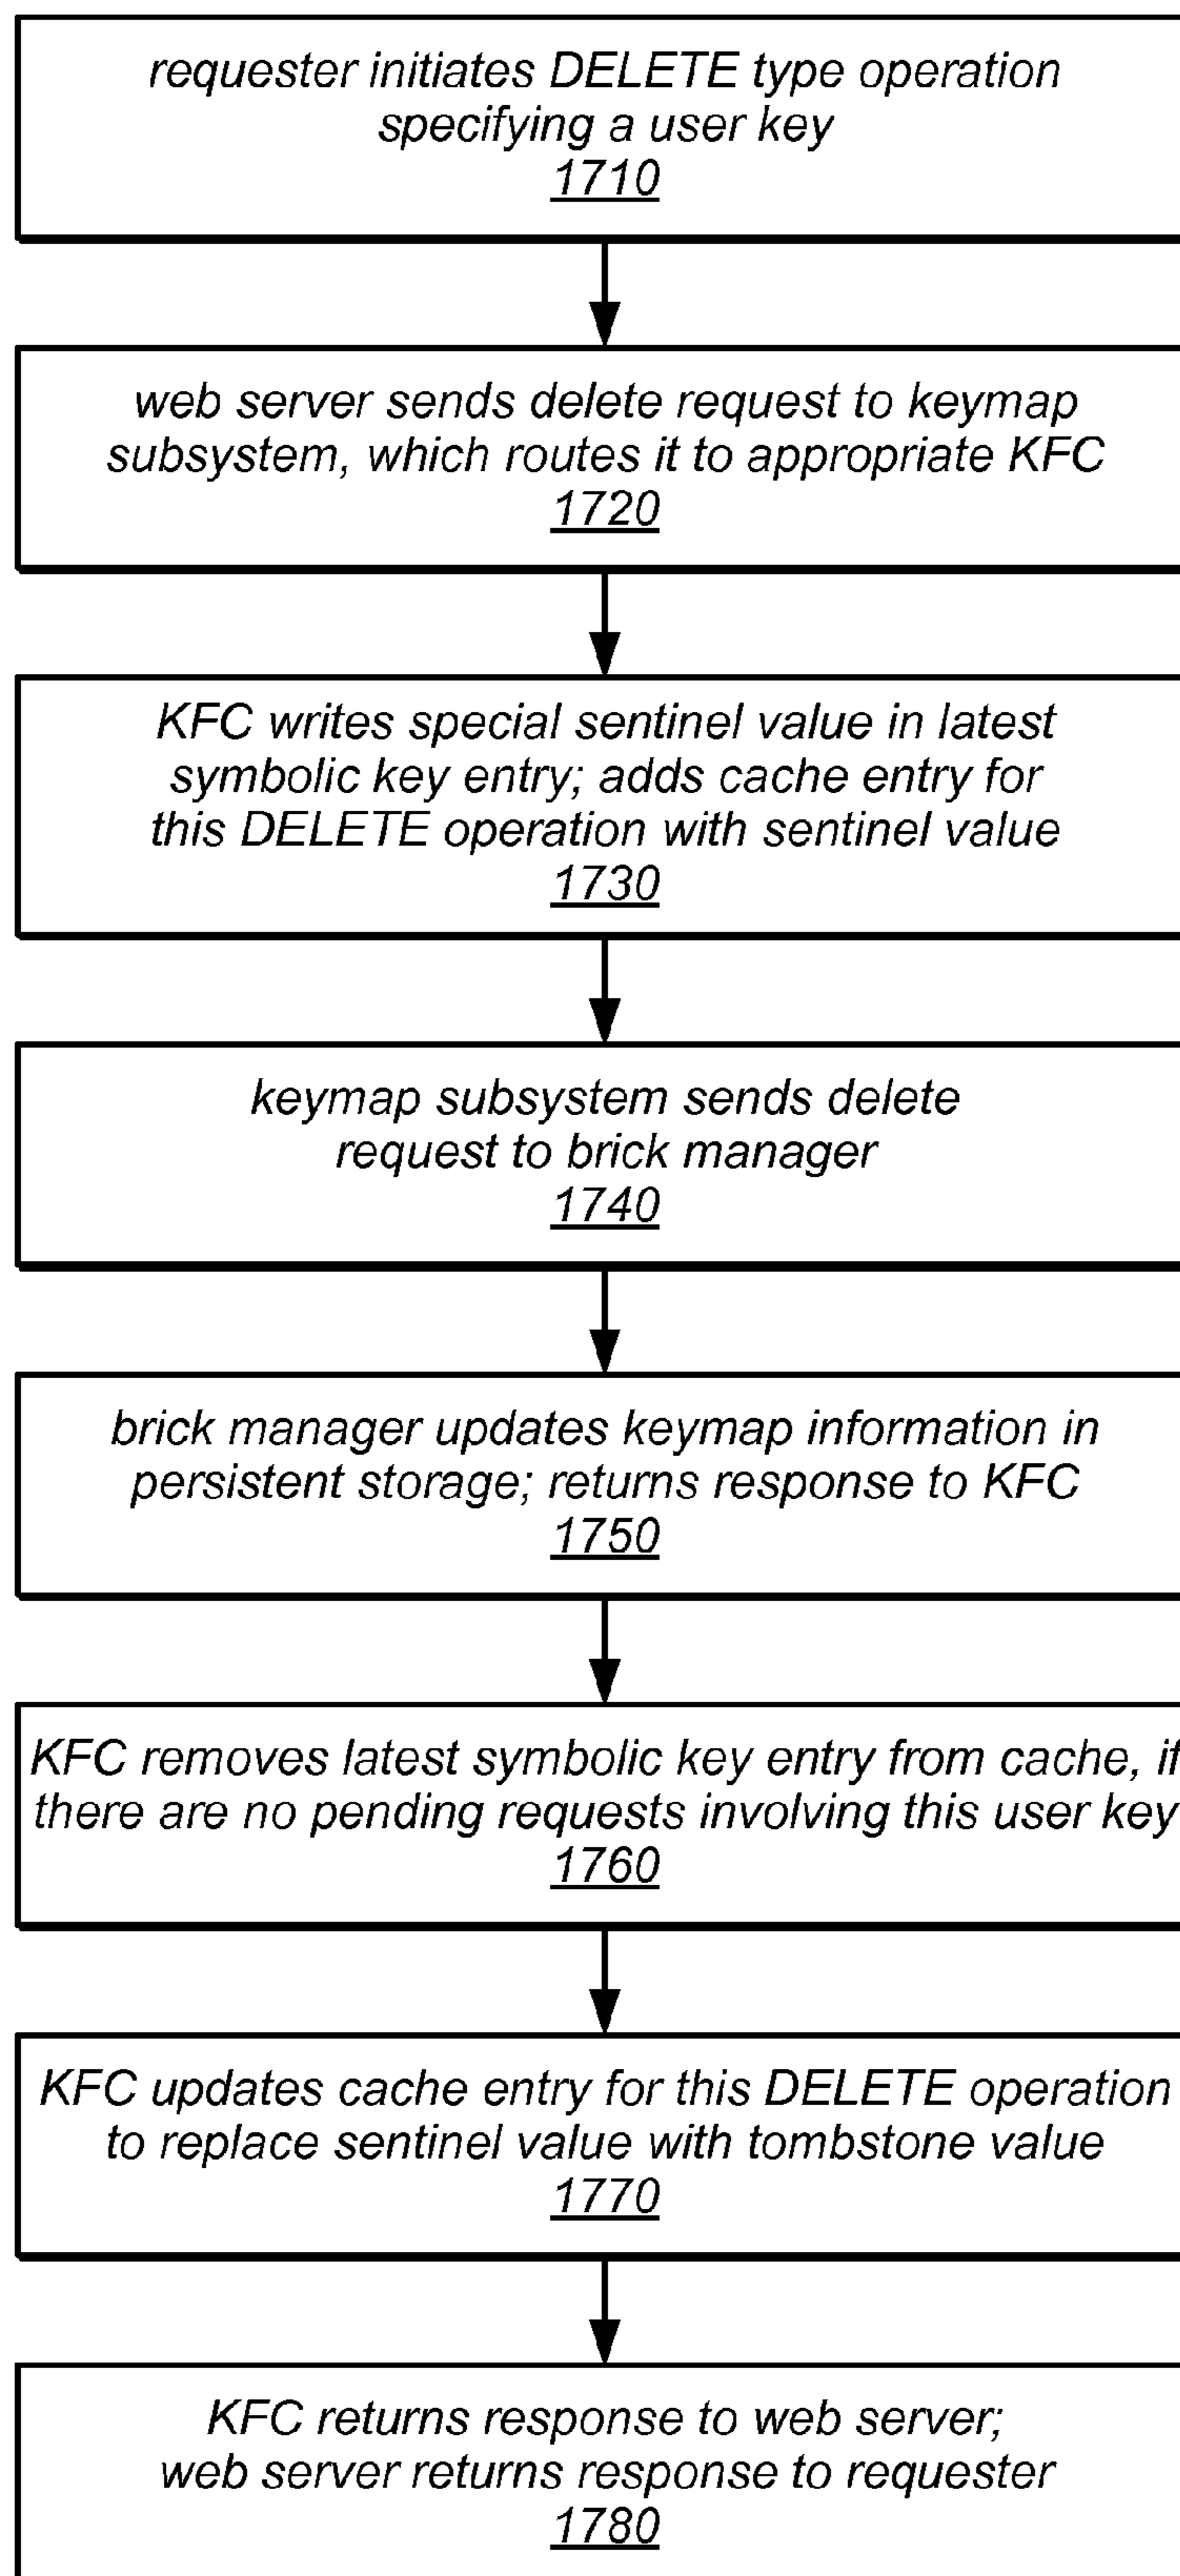 requester initiates DELETE type operation
specifying a user key
1710
web server sends delete request to keymap
subsystem, which routes it to appropriate KFC
1720
KFC writes special sentinel value in latest
symbolic key entry; adds cache entry for
this DELETE operation with sentinel value
1730
keymap subsystem sends delete
request to brick manager
1740
brick manager updates keymap information in
persistent storage; returns response to KFC
1750
KFC removes latest symbolic key entry from cache, if
there are no pending requests involving this user key
1760
KFC updates cache entry for this DELETE operation
to replace sentinel value with tombstone value
1770
KFC returns response to web server;
web server returns response to requester
1780